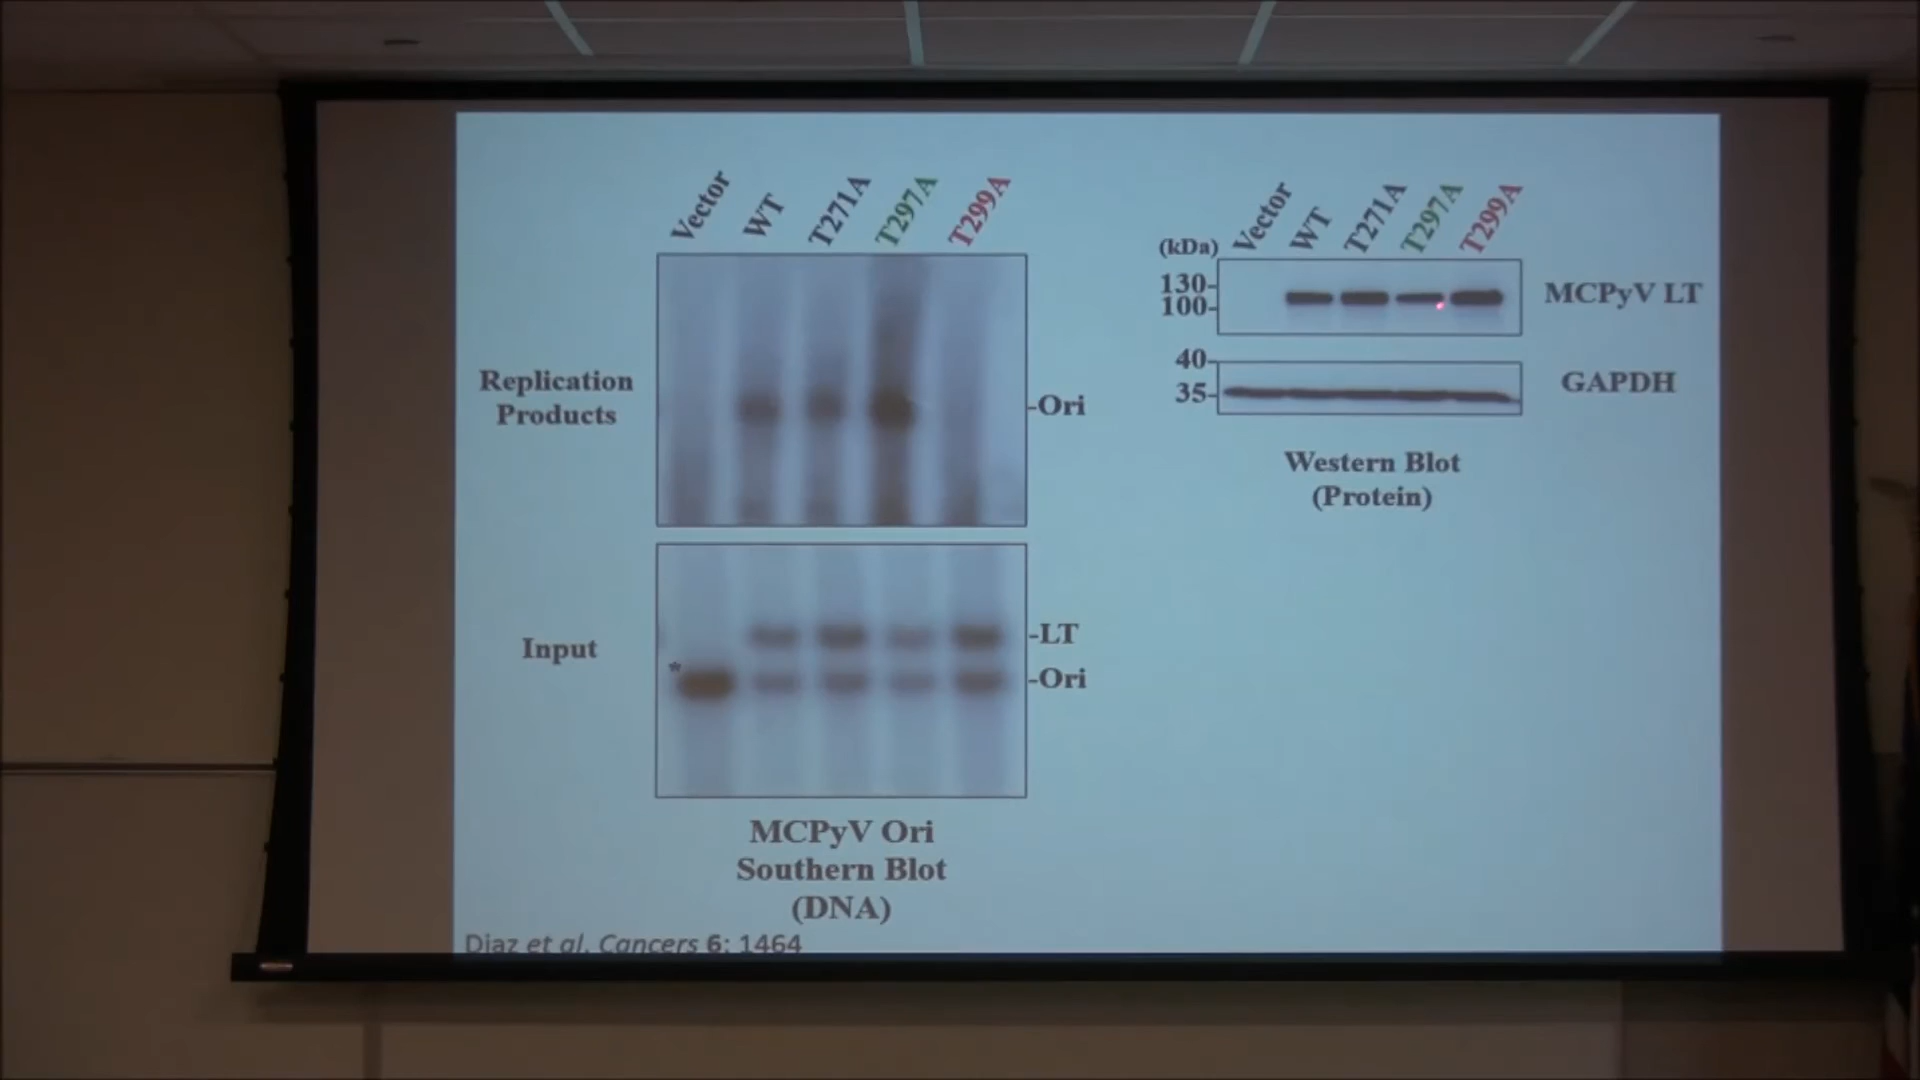 Vector WT T271A T297A T299A
Replication
Products
-Ori
Input
*
-LT
-Ori
MCPyV Ori
Southern Blot
(DNA)
Diaz et al. Cancers 6: 1464
Vector WT T271A T297A T299A
(kDa)
130-
100-
MCPyV LT
40-
35-
GAPDH
Western Blot
(Protein)